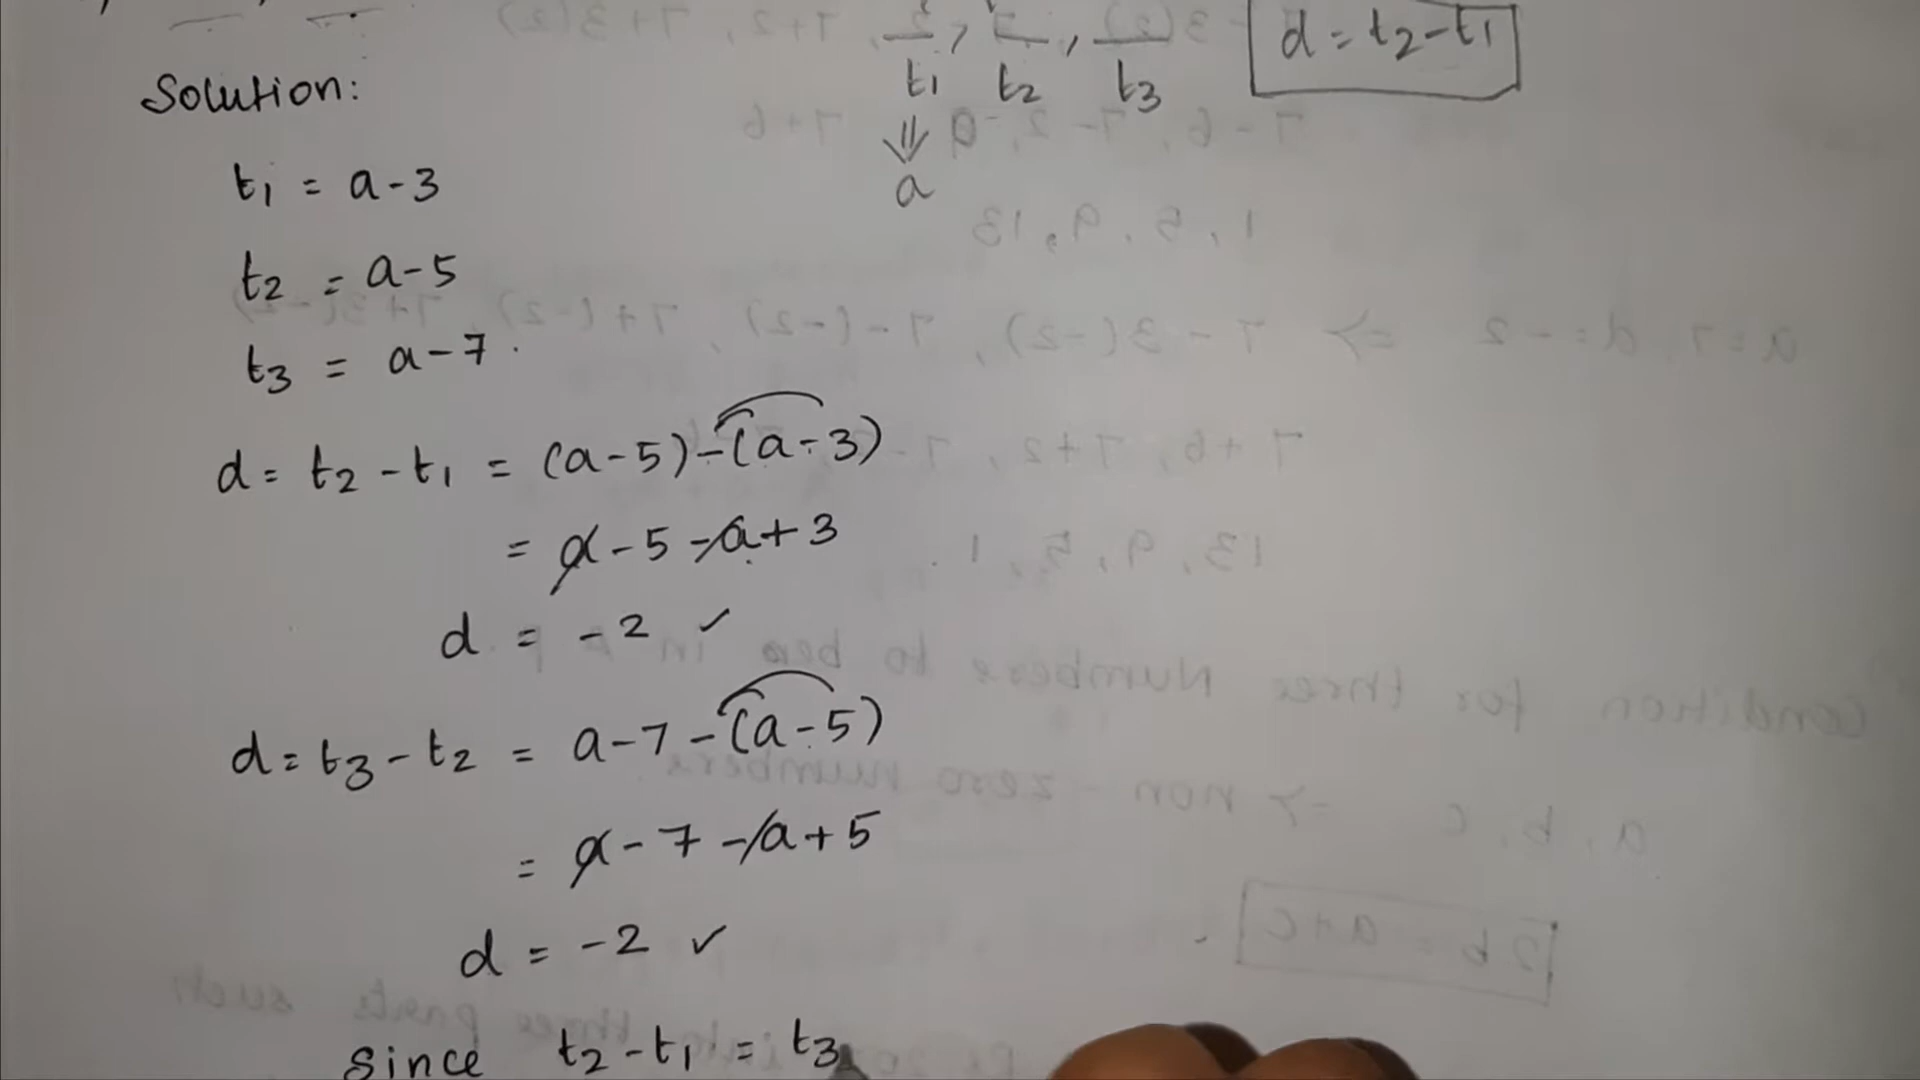 d = t2 - t1
t1 t2 t3
Solution:
⇓
a
t1 = a - 3
t2 = a - 5
t3 = a - 7.
d = t2 - t1 = (a - 5) - (a - 3)
= a - 5 - a + 3
d = -2 ✓
d = t3 - t2 = a - 7 - (a - 5)
= a - 7 - a + 5
d = -2 ✓
since t2 - t1 = t3